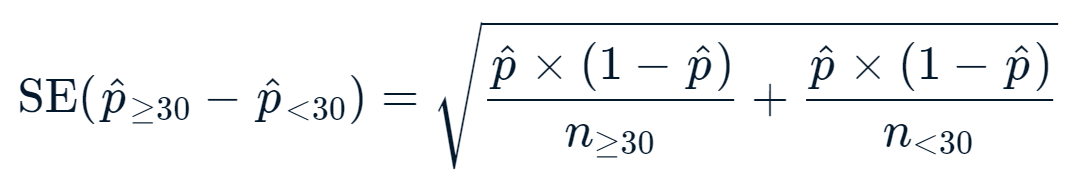 SE(p̂≥30 − p̂<30) = √(p̂ × (1 − p̂) / n≥30 + p̂ × (1 − p̂) / n<30)